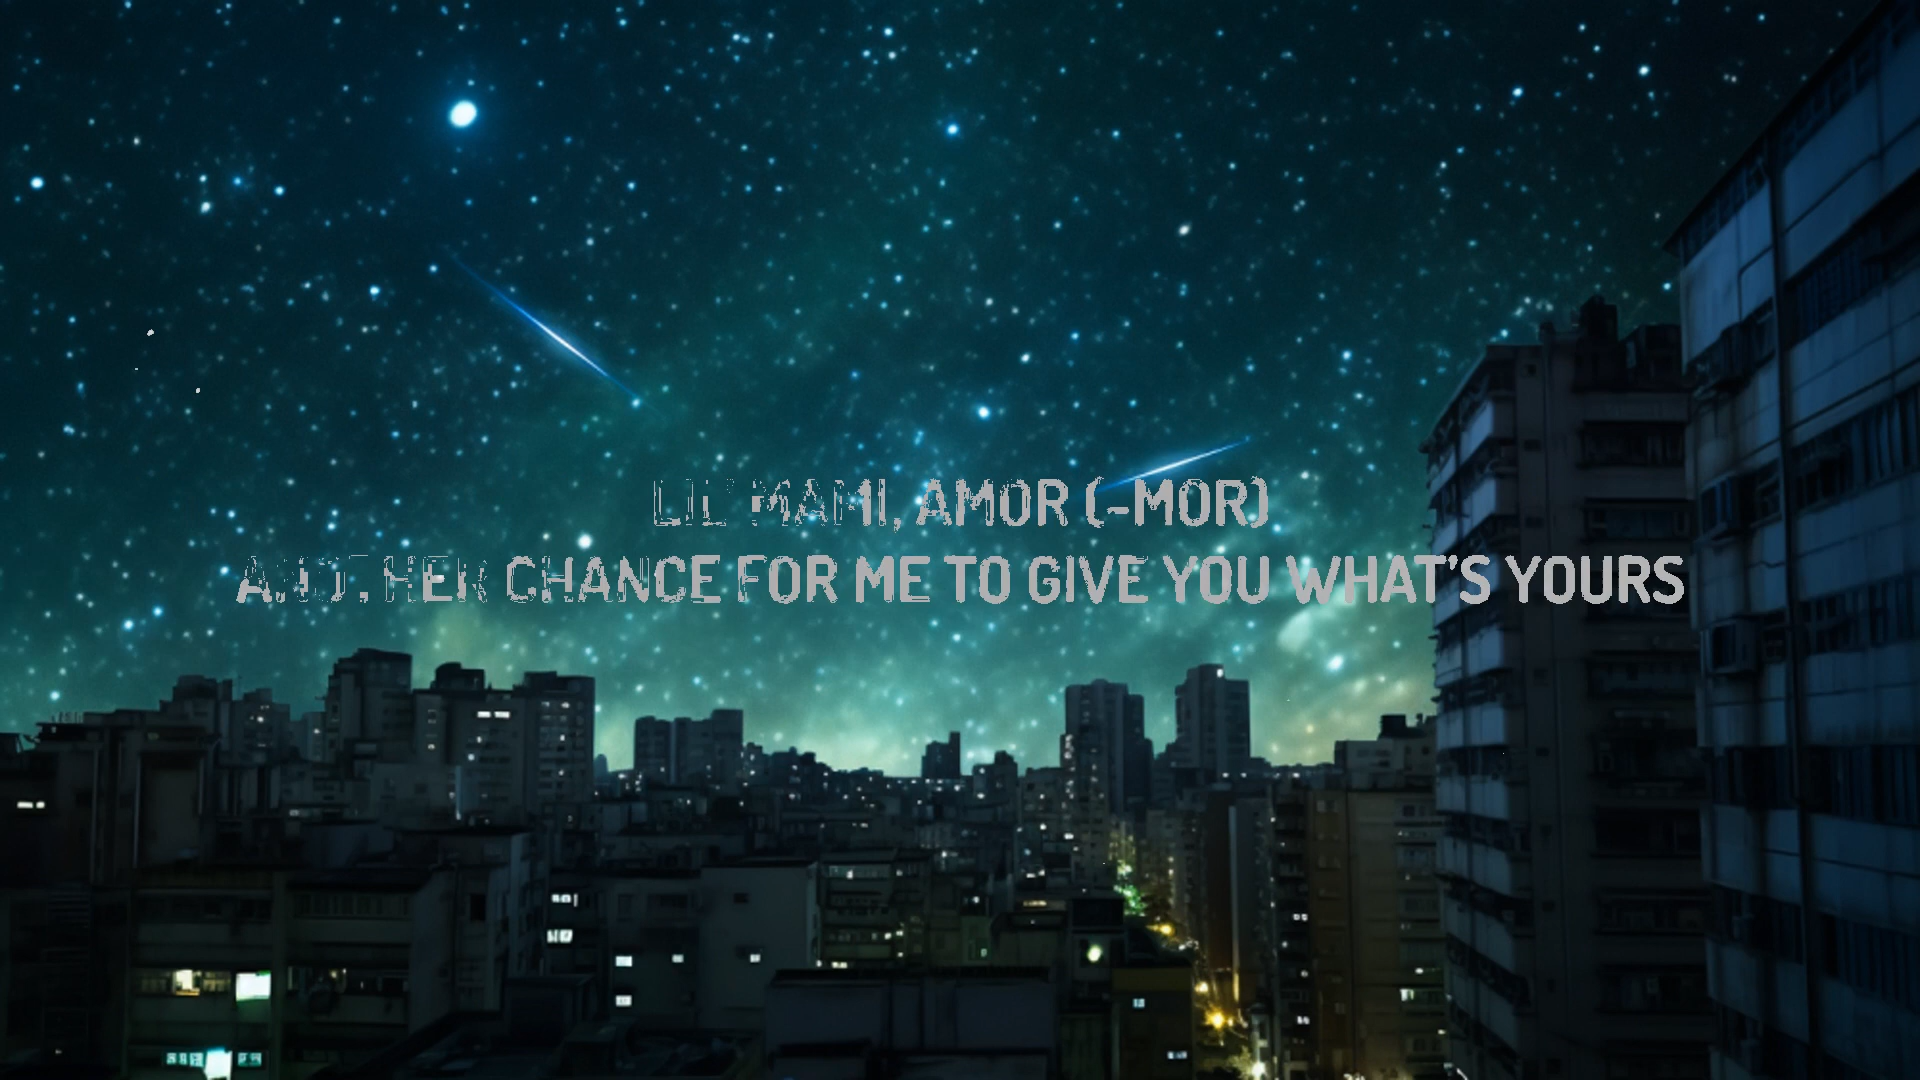 LIL' MAMI, AMOR (-MOR)
ANOTHER CHANCE FOR ME TO GIVE YOU WHAT'S YOURS